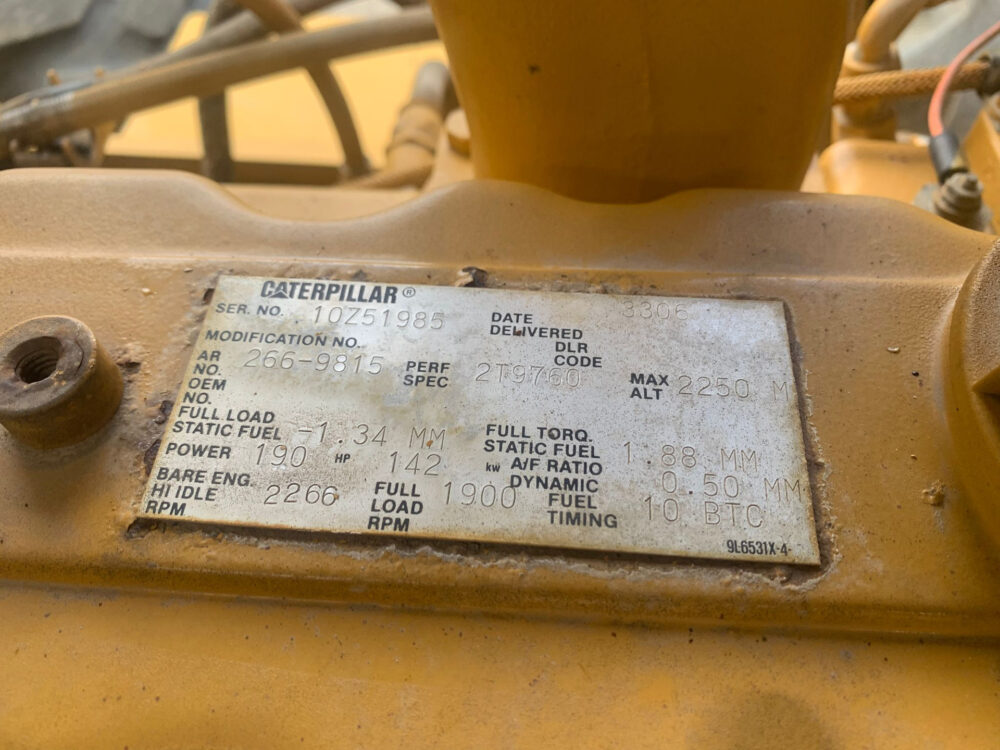 CATERPILLAR®
SER. NO. 10Z51985 DATE DELIVERED 3306
MODIFICATION NO. DLR CODE
AR NO. 266-9815 PERF SPEC 2T9760 MAX ALT 2250 M
OEM NO.
FULL LOAD STATIC FUEL -1.34 MM FULL TORQ. STATIC FUEL 1.88 MM
POWER 190 HP 142 kW A/F RATIO DYNAMIC 0.50 MM
BARE ENG. HI IDLE RPM 2266 FULL LOAD RPM 1900 FUEL TIMING 10 BTC
9L6531X-4-